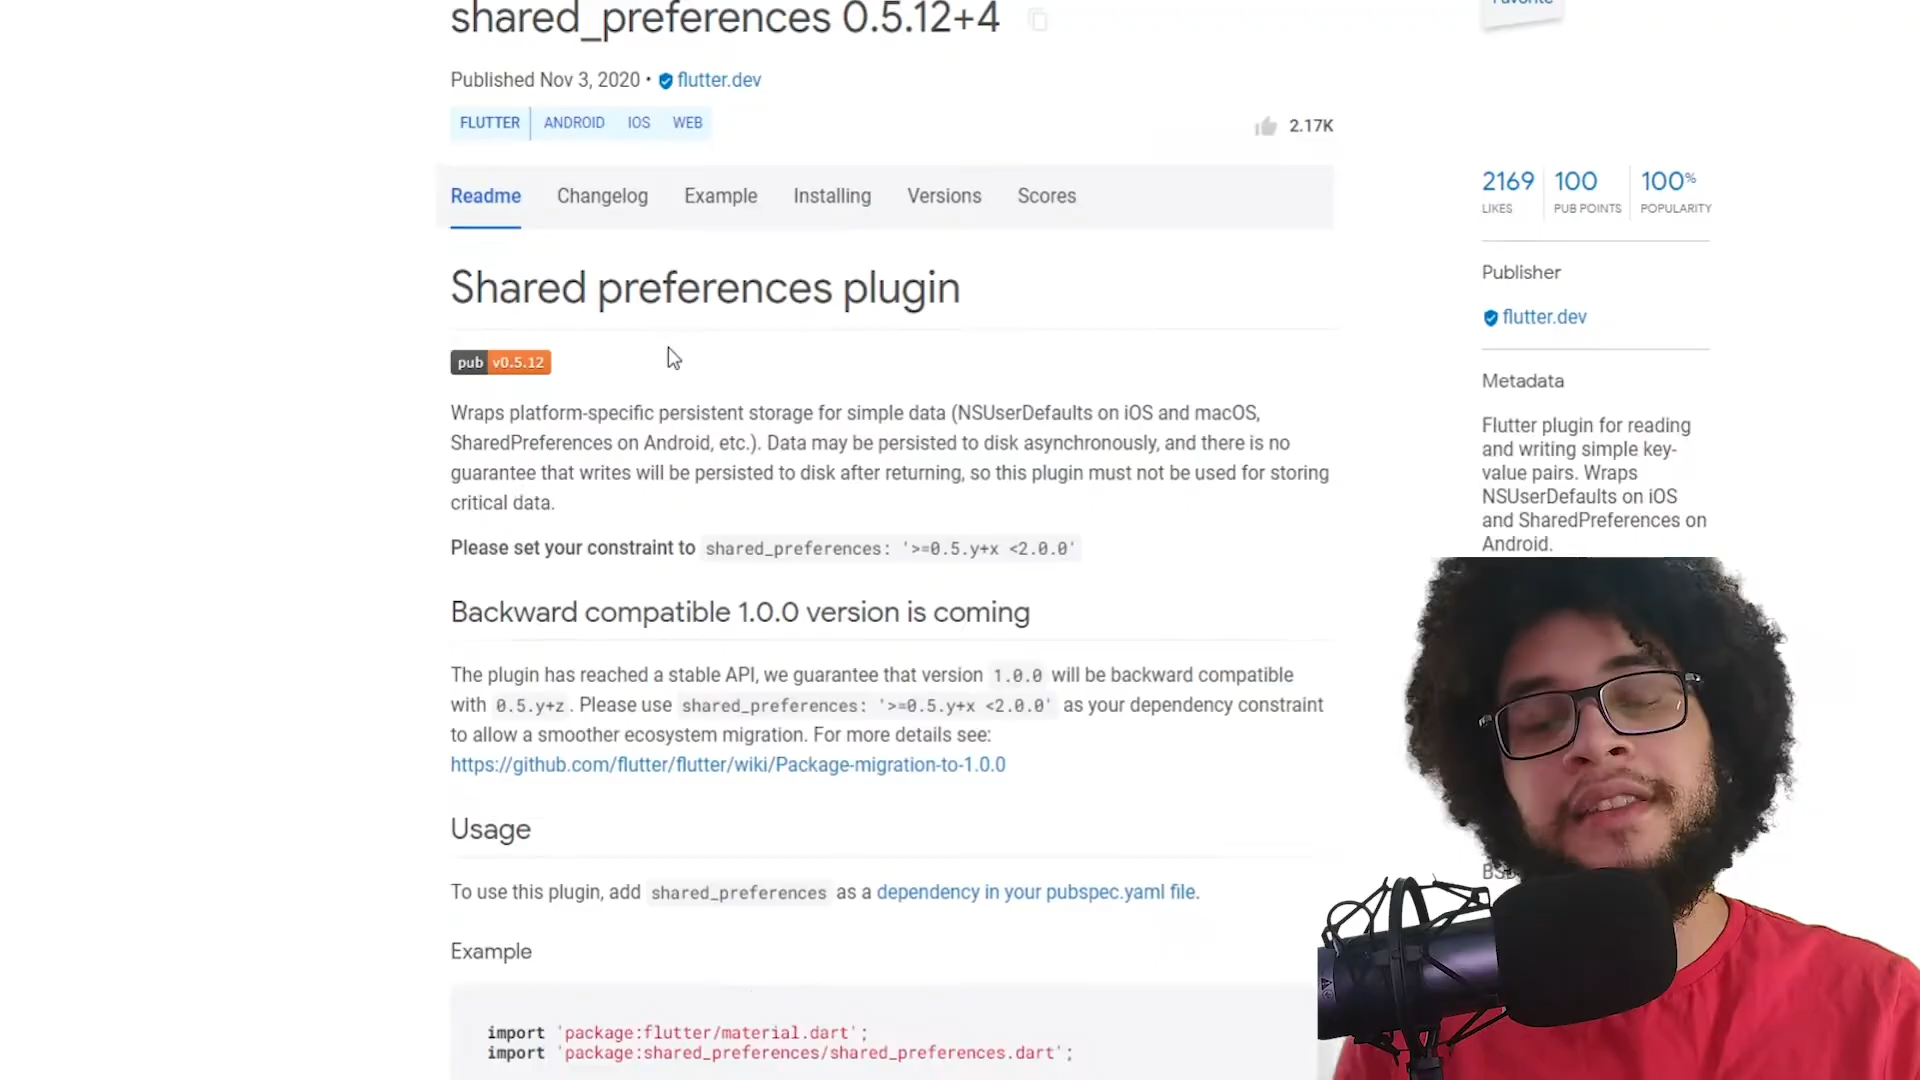 shared_preferences 0.5.12+4
Favorite
Published Nov 3, 2020 • flutter.dev
FLUTTER ANDROID IOS WEB
2.17K
Readme Changelog Example Installing Versions Scores
2169 100 100%
LIKES PUB POINTS POPULARITY
Shared preferences plugin
Publisher
flutter.dev
pub v0.5.12
Metadata
Wraps platform-specific persistent storage for simple data (NSUserDefaults on iOS and macOS,
SharedPreferences on Android, etc.). Data may be persisted to disk asynchronously, and there is no
guarantee that writes will be persisted to disk after returning, so this plugin must not be used for storing
critical data.
Flutter plugin for reading
and writing simple key-
value pairs. Wraps
NSUserDefaults on iOS
and SharedPreferences on
Android.
Please set your constraint to shared_preferences: '>=0.5.y+x <2.0.0'
Backward compatible 1.0.0 version is coming
The plugin has reached a stable API, we guarantee that version 1.0.0 will be backward compatible
with 0.5.y+z. Please use shared_preferences: '>=0.5.y+x <2.0.0' as your dependency constraint
to allow a smoother ecosystem migration. For more details see:
https://github.com/flutter/flutter/wiki/Package-migration-to-1.0.0
Usage
To use this plugin, add shared_preferences as a dependency in your pubspec.yaml file.
Example
import 'package:flutter/material.dart';
import 'package:shared_preferences/shared_preferences.dart';